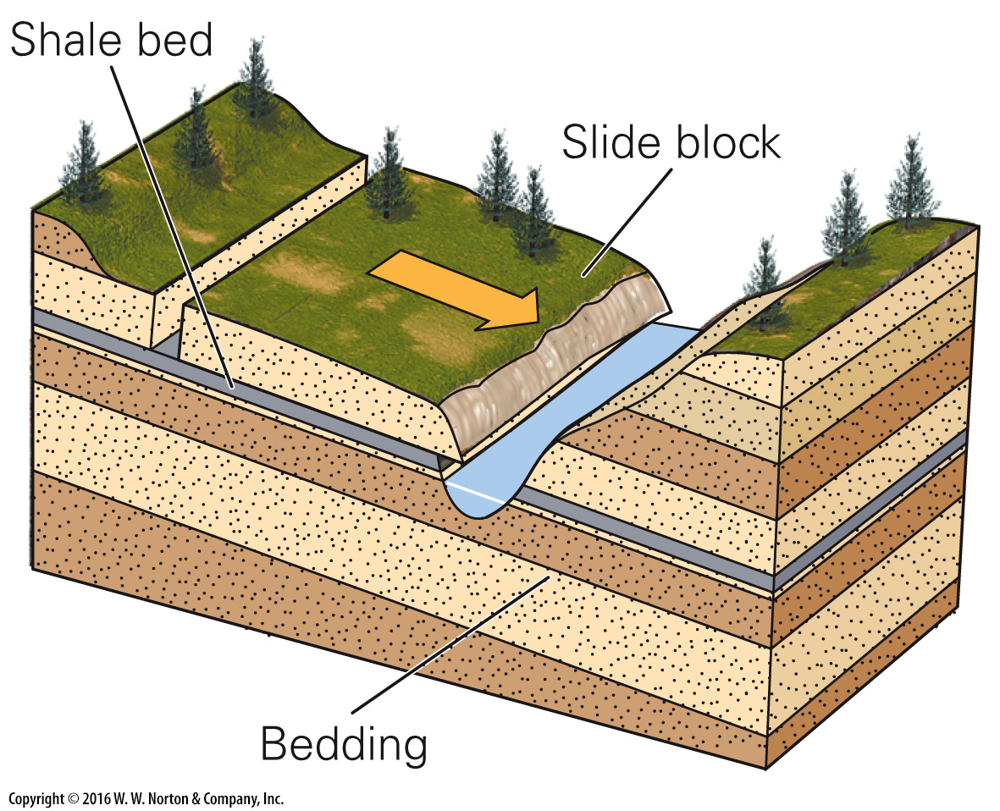 Shale bed
Slide block
Bedding
Copyright © 2016 W. W. Norton & Company, Inc.